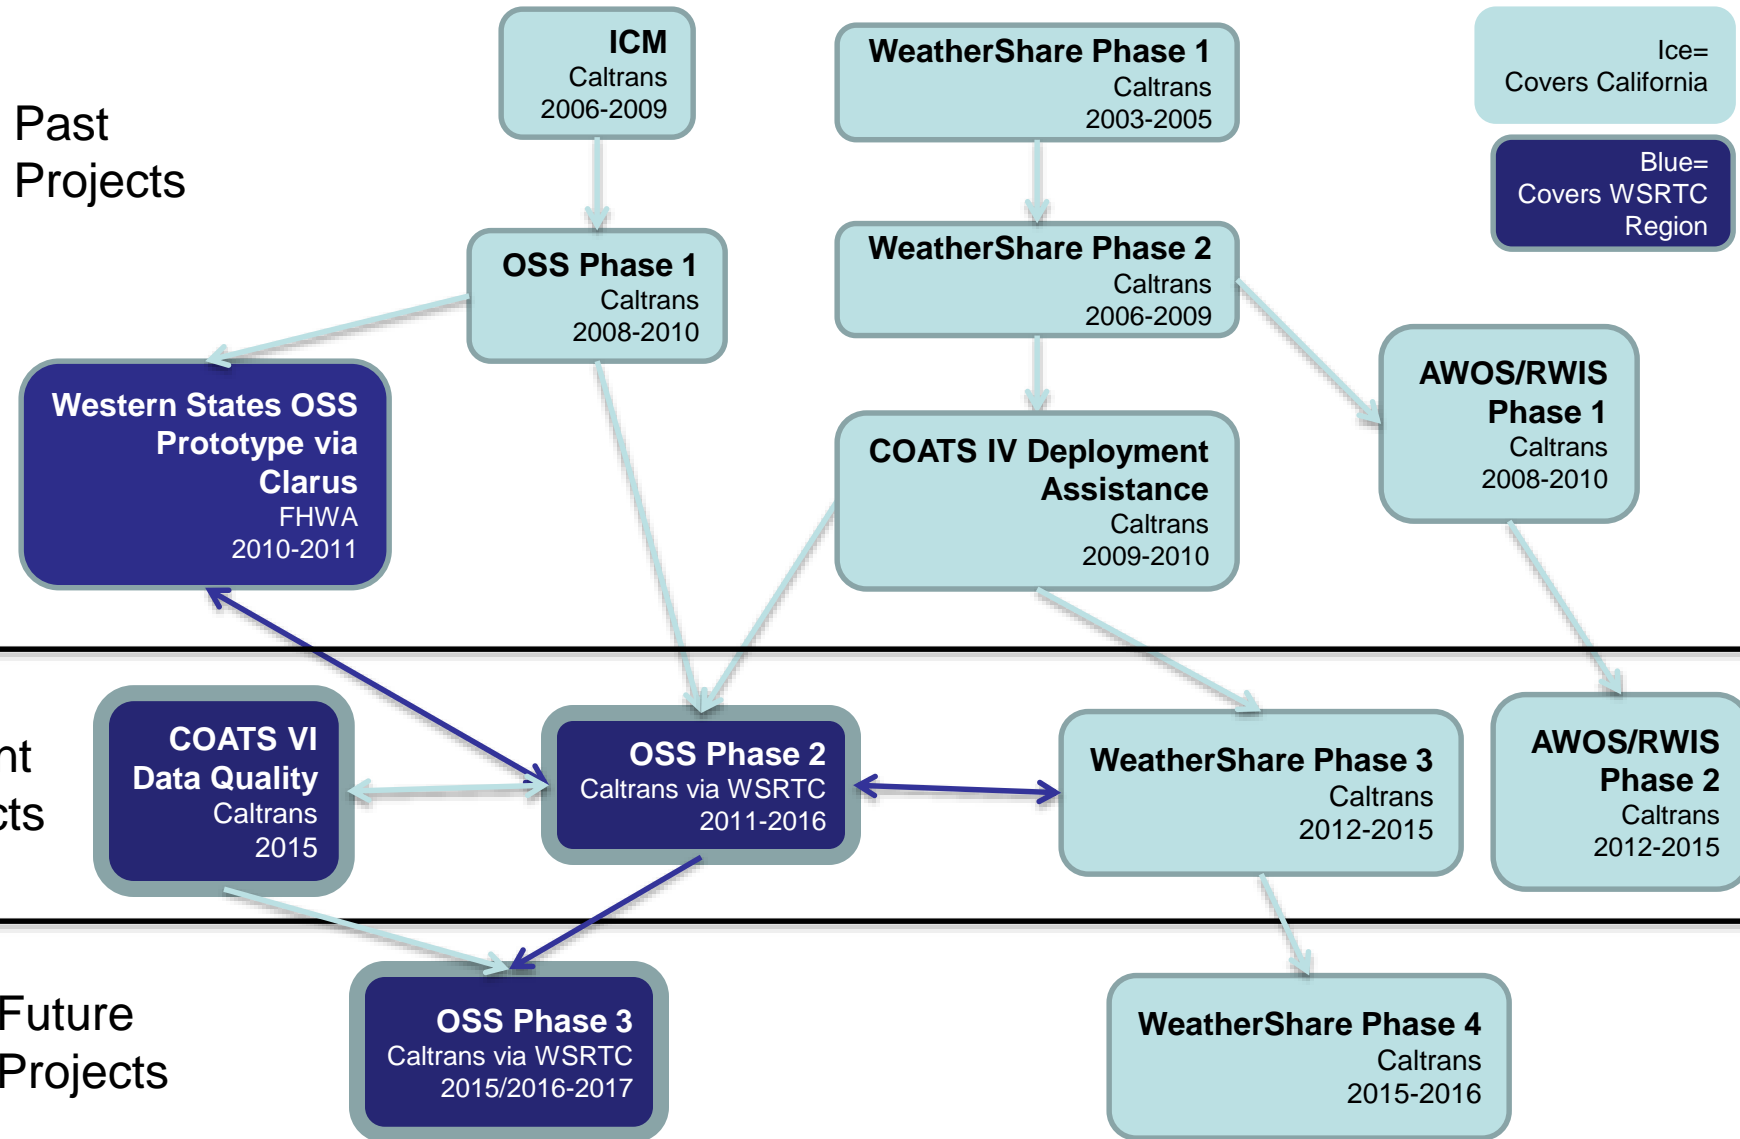 Past
Projects
ICM
Caltrans
2006-2009
WeatherShare Phase 1
Caltrans
2003-2005
Ice=
Covers California
Blue=
Covers WSRTC
Region
OSS Phase 1
Caltrans
2008-2010
WeatherShare Phase 2
Caltrans
2006-2009
Western States OSS
Prototype via
Clarus
FHWA
2010-2011
COATS IV Deployment
Assistance
Caltrans
2009-2010
AWOS/RWIS
Phase 1
Caltrans
2008-2010
nt
cts
COATS VI
Data Quality
Caltrans
2015
OSS Phase 2
Caltrans via WSRTC
2011-2016
WeatherShare Phase 3
Caltrans
2012-2015
AWOS/RWIS
Phase 2
Caltrans
2012-2015
Future
Projects
OSS Phase 3
Caltrans via WSRTC
2015/2016-2017
WeatherShare Phase 4
Caltrans
2015-2016